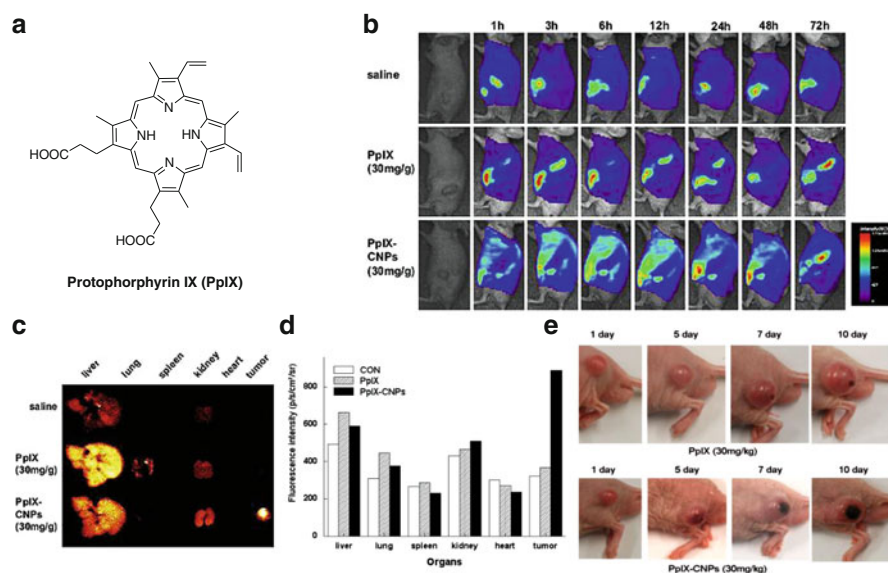 a
N
NH
HN
N
HOOC
HOOC
Protophorphyrin IX (PpIX)
b
1h 3h 6h 12h 24h 48h 72h
saline
PpIX
(30mg/g)
PpIX-
CNPs
(30mg/g)
c
liver lung spleen kidney heart tumor
saline
PpIX
(30mg/g)
PpIX-
CNPs
(30mg/g)
d
CON
PpIX
PpIX-CNPs
Fluorescence intensity (p/s/cm²/sr)
800
600
400
200
0
liver lung spleen kidney heart tumor
Organs
e
1 day 5 day 7 day 10 day
PpIX (30mg/kg)
1 day 5 day 7 day 10 day
PpIX-CNPs (30mg/kg)